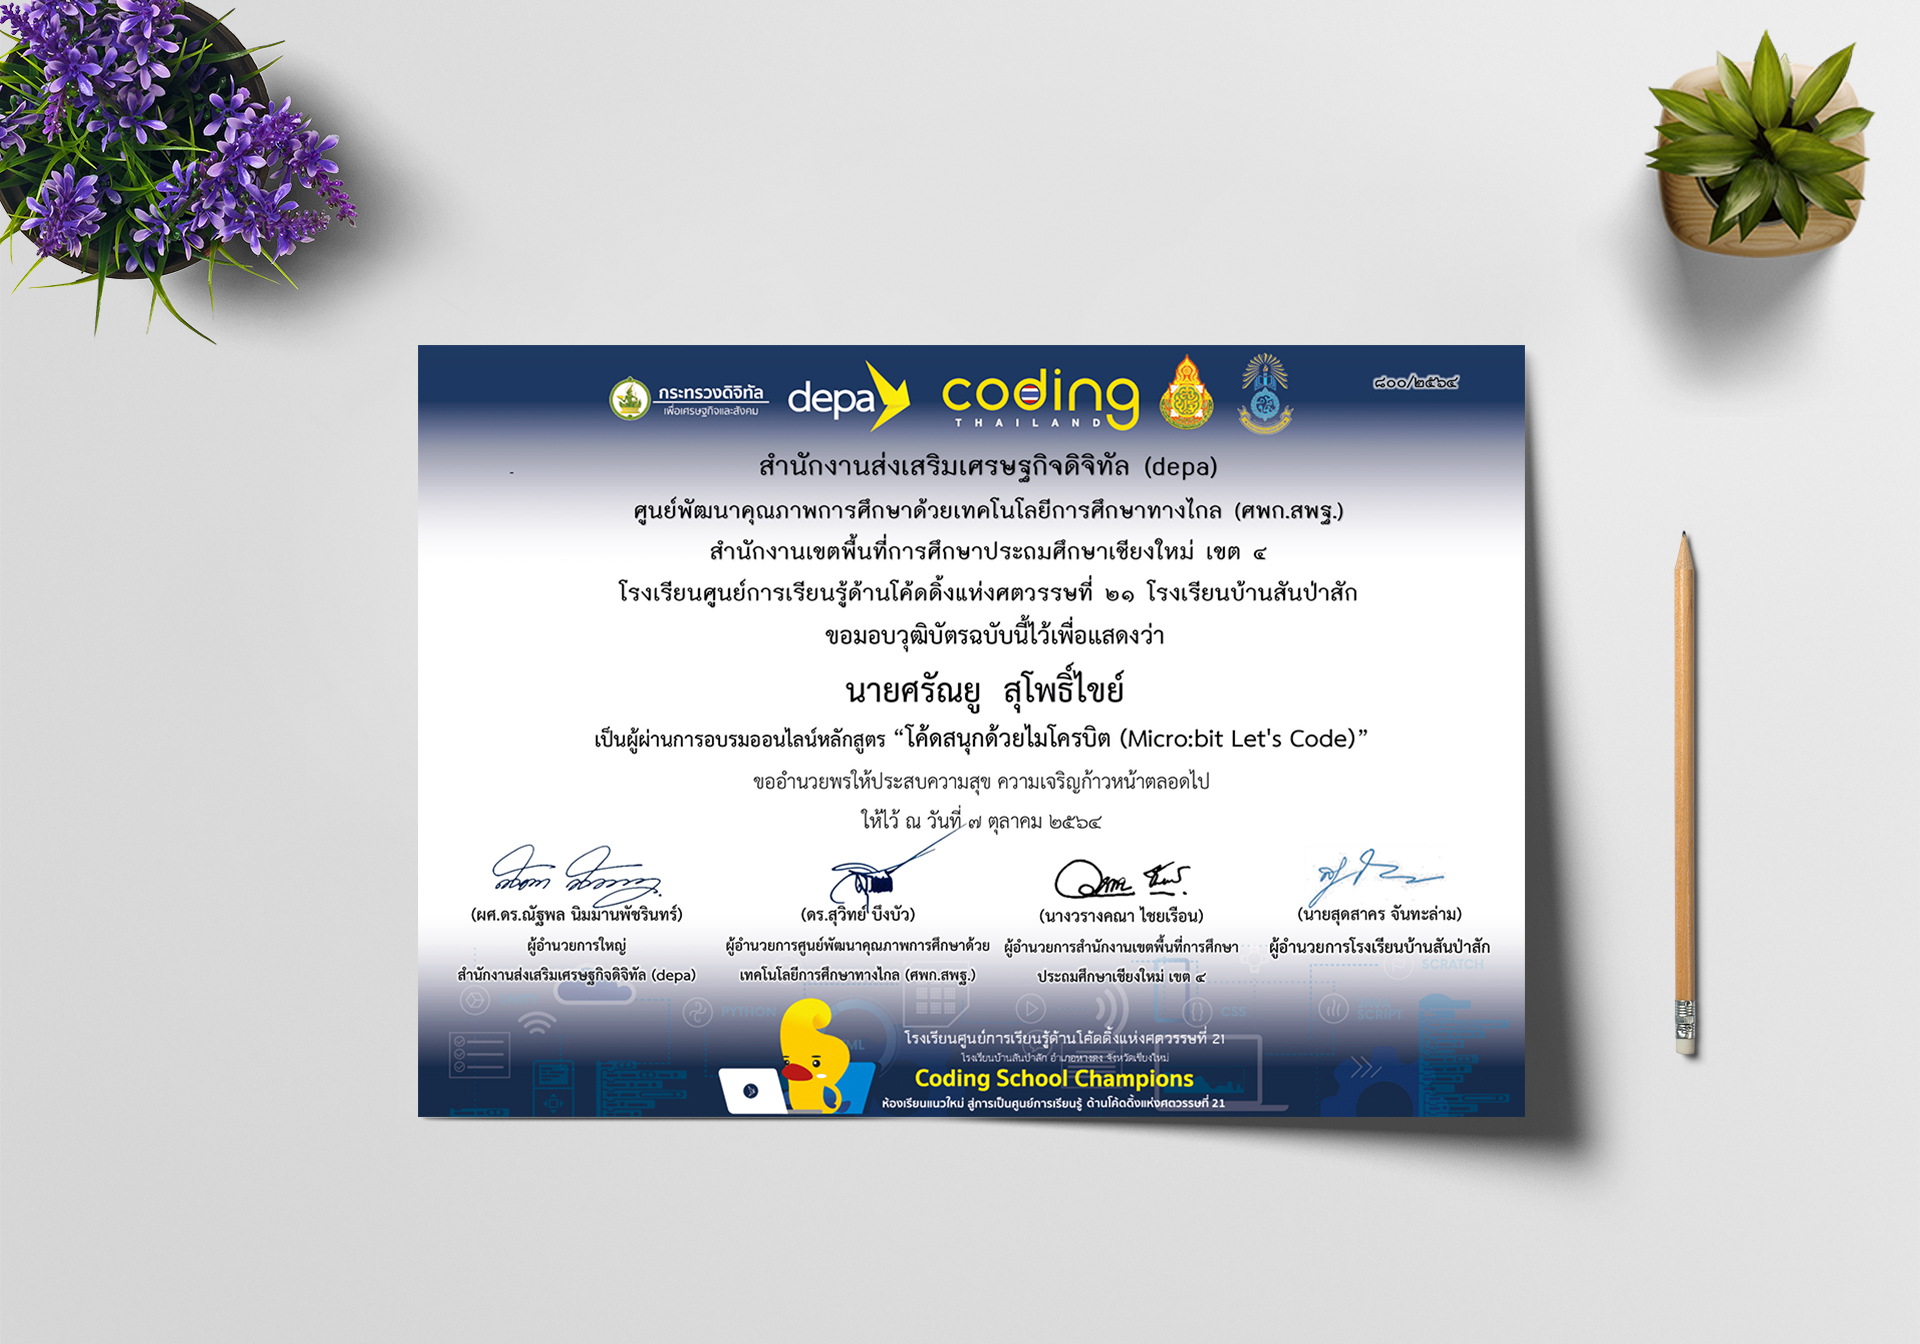 กระทรวงดิจิทัล
เพื่อเศรษฐกิจและสังคม
depa
coding
THAILAND
๘๐๐/๒๕๖๔
สำนักงานส่งเสริมเศรษฐกิจดิจิทัล (depa)
ศูนย์พัฒนาคุณภาพการศึกษาด้วยเทคโนโลยีการศึกษาทางไกล (ศพก.สพฐ.)
สำนักงานเขตพื้นที่การศึกษาประถมศึกษาเชียงใหม่ เขต ๔
โรงเรียนศูนย์การเรียนรู้ด้านโค้ดดิ้งแห่งศตวรรษที่ ๒๑ โรงเรียนบ้านสันป่าสัก
ขอมอบวุฒิบัตรฉบับนี้ไว้เพื่อแสดงว่า
นายศรัณยู สุโพธิ์ไขย์
เป็นผู้ผ่านการอบรมออนไลน์หลักสูตร “โค้ดสนุกด้วยไมโครบิต (Micro:bit Let's Code)”
ขออำนวยพรให้ประสบความสุข ความเจริญก้าวหน้าตลอดไป
ให้ไว้ ณ วันที่ ๗ ตุลาคม ๒๕๖๔
(ผศ.ดร.ณัฐพล นิมมานพัชรินทร์) (ดร.สุวิทย์ บึงบัว) (นางวรางคณา ไชยเรือน) (นายสุดสาคร จันทะล่าม)
ผู้อำนวยการใหญ่ ผู้อำนวยการศูนย์พัฒนาคุณภาพการศึกษาด้วย ผู้อำนวยการสำนักงานเขตพื้นที่การศึกษา ผู้อำนวยการโรงเรียนบ้านสันป่าสัก
สำนักงานส่งเสริมเศรษฐกิจดิจิทัล (depa) เทคโนโลยีการศึกษาทางไกล (ศพก.สพฐ.) ประถมศึกษาเชียงใหม่ เขต ๔
SCRATCH
PYTHON
CSS
JAVA
SCRIPT
โรงเรียนศูนย์การเรียนรู้ด้านโค้ดดิ้งแห่งศตวรรษที่ 21
โรงเรียนบ้านสันป่าสัก อำเภอหางดง จังหวัดเชียงใหม่
Coding School Champions
ห้องเรียนแนวใหม่ สู่การเป็นศูนย์การเรียนรู้ ด้านโค้ดดิ้งแห่งศตวรรษที่ 21